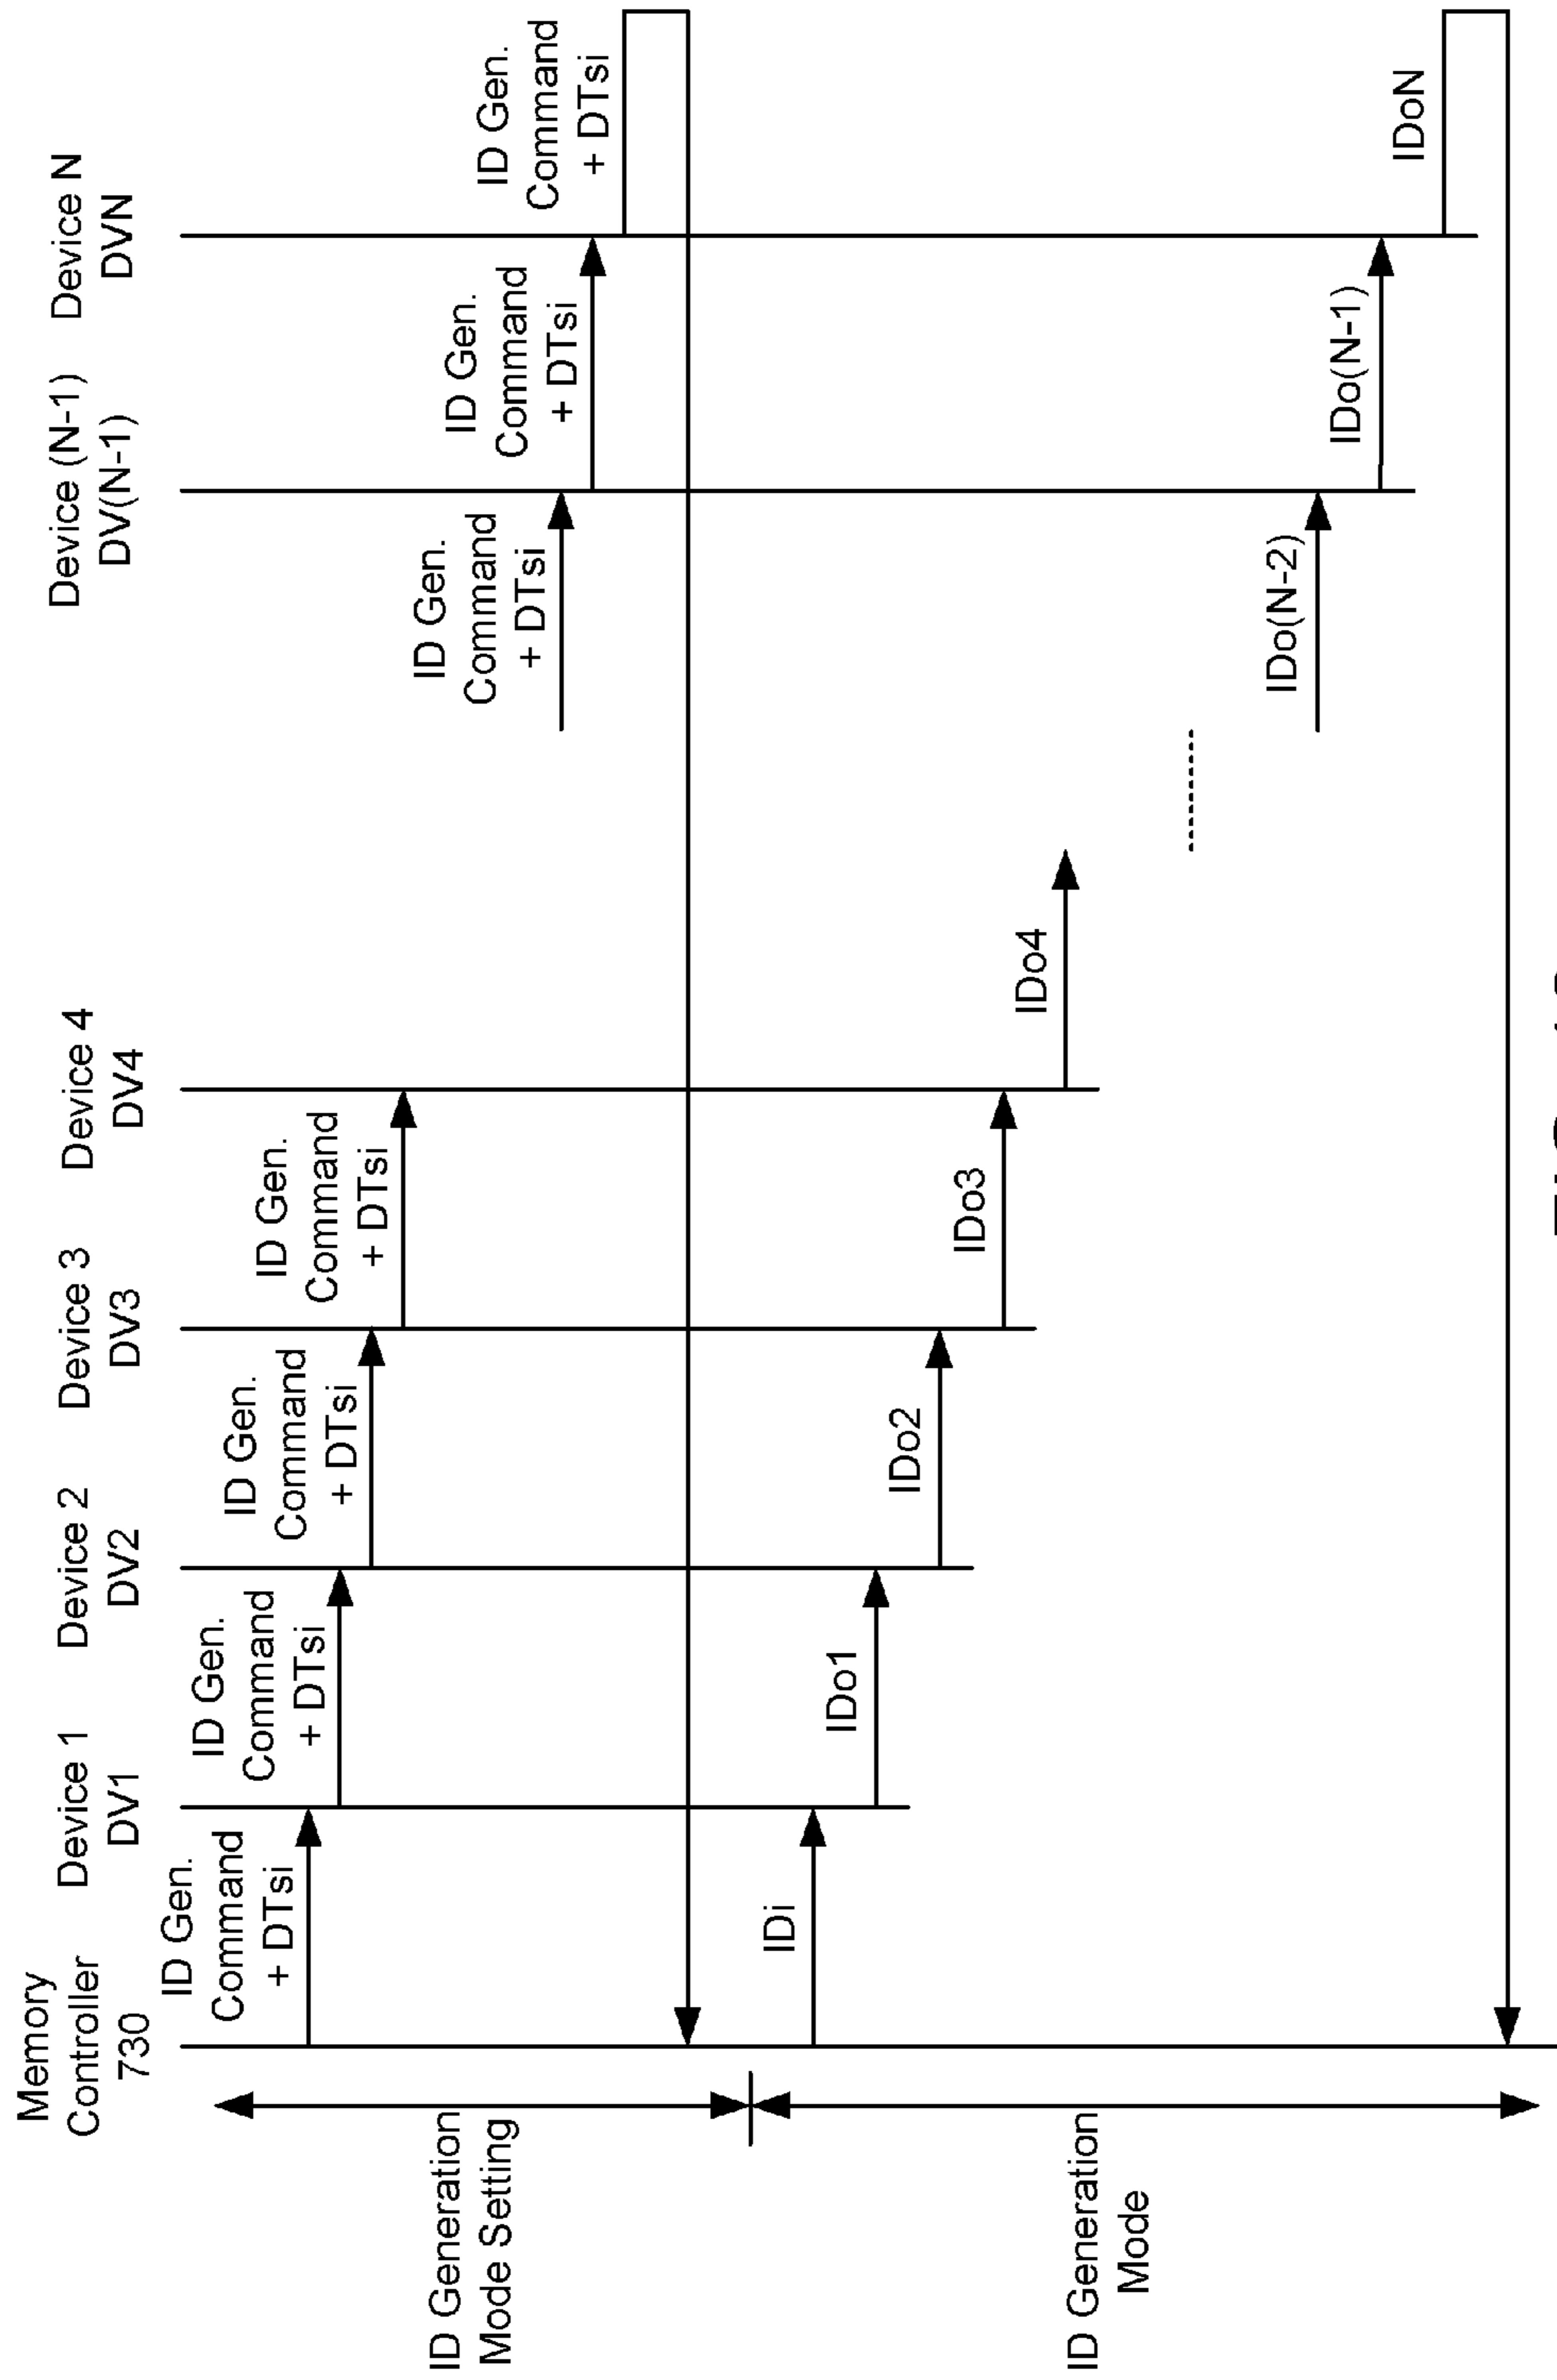 Memory
Controller
730
Device 1
DV1
Device 2
DV2
Device 3
DV3
Device 4
DV4
Device (N-1)
DV(N-1)
Device N
DVN
ID Generation
Mode Setting
ID Gen.
Command
+ DTsi
ID Gen.
Command
+ DTsi
ID Gen.
Command
+ DTsi
ID Gen.
Command
+ DTsi
ID Gen.
Command
+ DTsi
ID Gen.
Command
+ DTsi
ID Gen.
Command
+ DTsi
ID Generation
Mode
IDi
IDo1
IDo2
IDo3
IDo4
IDo(N-2)
IDo(N-1)
IDoN